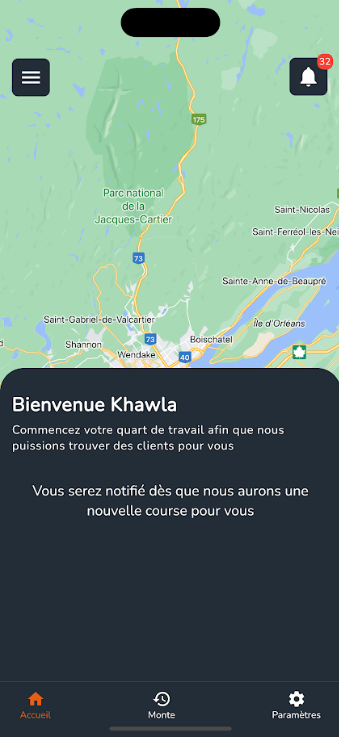 32
175
Parc national
de la
Jacques-Cartier
Saint-Nicolas
Saint-Ferréol-les-Nei
73
Sainte-Anne-de-Beaupré
Île d'Orléans
Saint-Gabriel-de-Valcartier
73
Shannon
Boischatel
Wendake
40
Bienvenue Khawla
Commencez votre quart de travail afin que nous
puissions trouver des clients pour vous
Vous serez notifié dès que nous aurons une
nouvelle course pour vous
Accueil
Monte
Paramètres